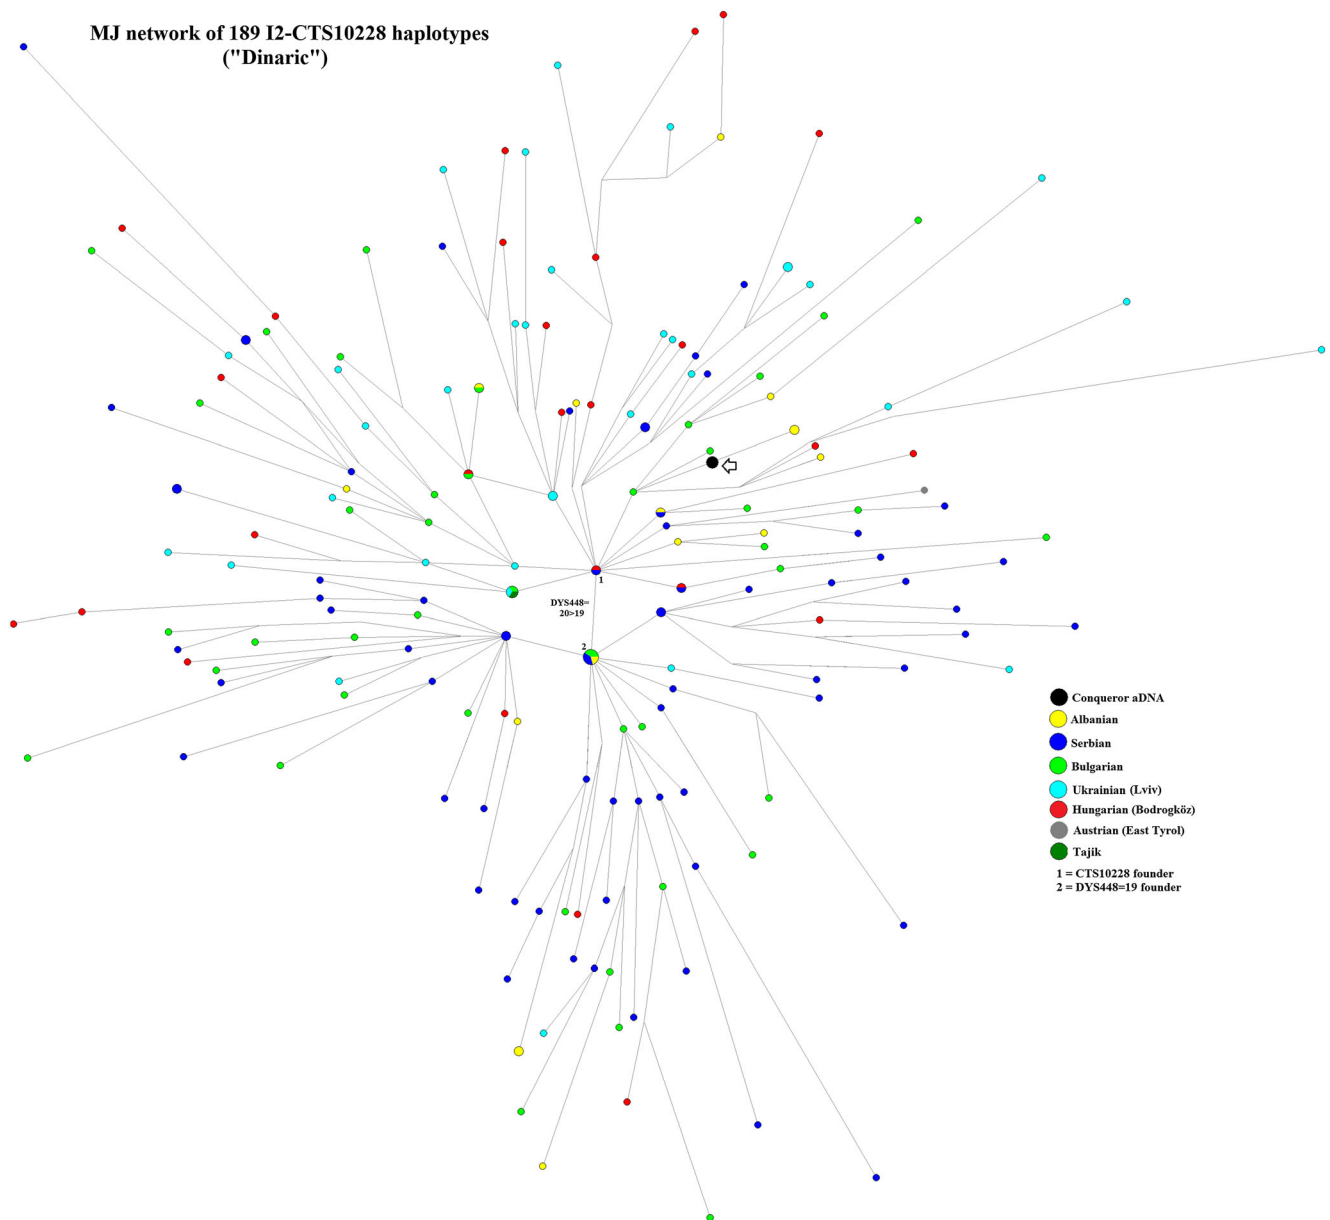 MJ network of 189 I2-CTS10228 haplotypes
("Dinaric")
1
DYS448=
20>19
2
Conqueror aDNA
Albanian
Serbian
Bulgarian
Ukrainian (Lviv)
Hungarian (Bodrogköz)
Austrian (East Tyrol)
Tajik
1 = CTS10228 founder
2 = DYS448=19 founder